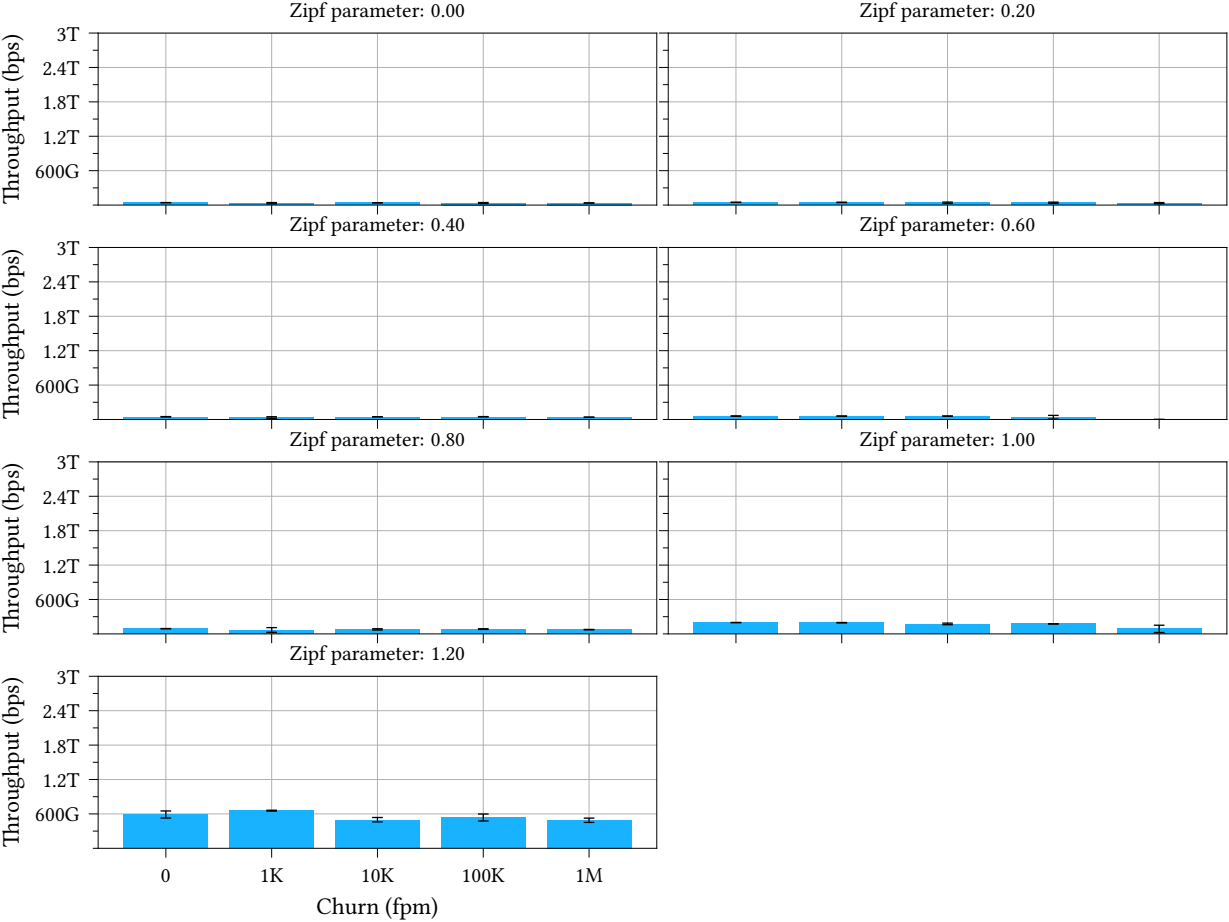 Zipf parameter: 0.00
Zipf parameter: 0.20
Throughput (bps)
3T
2.4T
1.8T
1.2T
600G
Zipf parameter: 0.40
Zipf parameter: 0.60
Throughput (bps)
3T
2.4T
1.8T
1.2T
600G
Zipf parameter: 0.80
Zipf parameter: 1.00
Throughput (bps)
3T
2.4T
1.8T
1.2T
600G
Zipf parameter: 1.20
Throughput (bps)
3T
2.4T
1.8T
1.2T
600G
0 1K 10K 100K 1M
Churn (fpm)